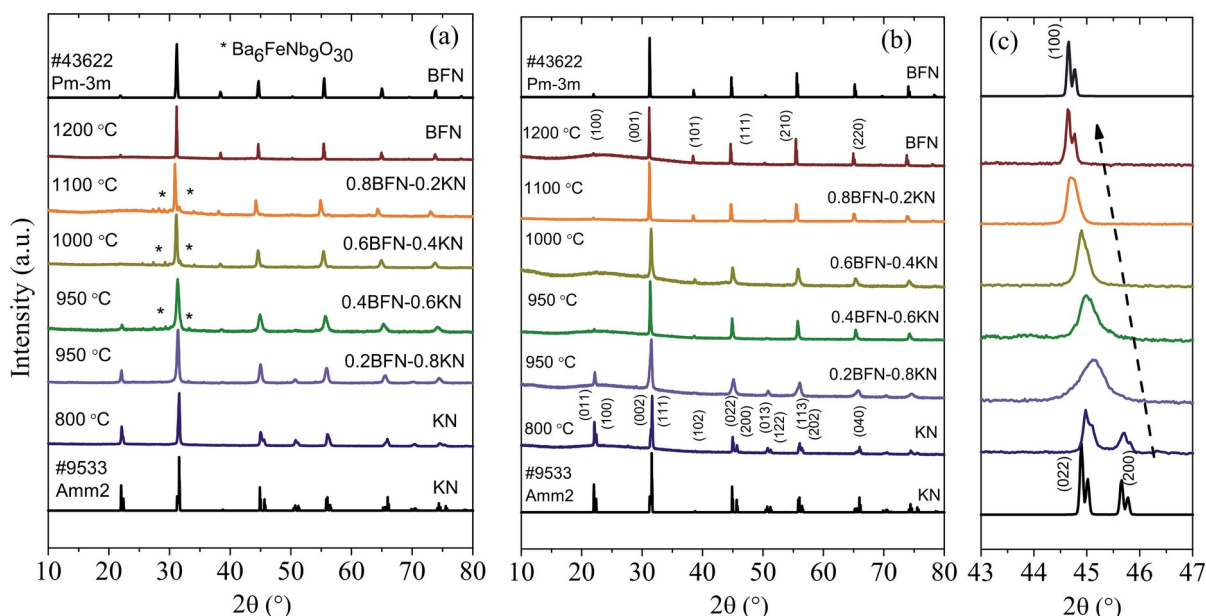 Intensity (a.u.)
(a)
* Ba6FeNb9O30
#43622
Pm-3m
BFN
1200 °C
BFN
1100 °C
* *
0.8BFN-0.2KN
1000 °C
* *
0.6BFN-0.4KN
950 °C
* *
0.4BFN-0.6KN
950 °C
0.2BFN-0.8KN
800 °C
KN
#9533
Amm2
KN
10 20 30 40 50 60 70 80
2θ (°)
(b)
#43622
Pm-3m
BFN
1200 °C
(100) (001) (101) (111) (210) (220)
BFN
1100 °C
0.8BFN-0.2KN
1000 °C
0.6BFN-0.4KN
950 °C
0.4BFN-0.6KN
950 °C
0.2BFN-0.8KN
800 °C
(011) (100) (002) (111) (102) (022) (200) (013) (122) (113) (202) (040)
KN
#9533
Amm2
KN
10 20 30 40 50 60 70 80
2θ (°)
(c)
(100)
(022) (200)
43 44 45 46 47
2θ (°)